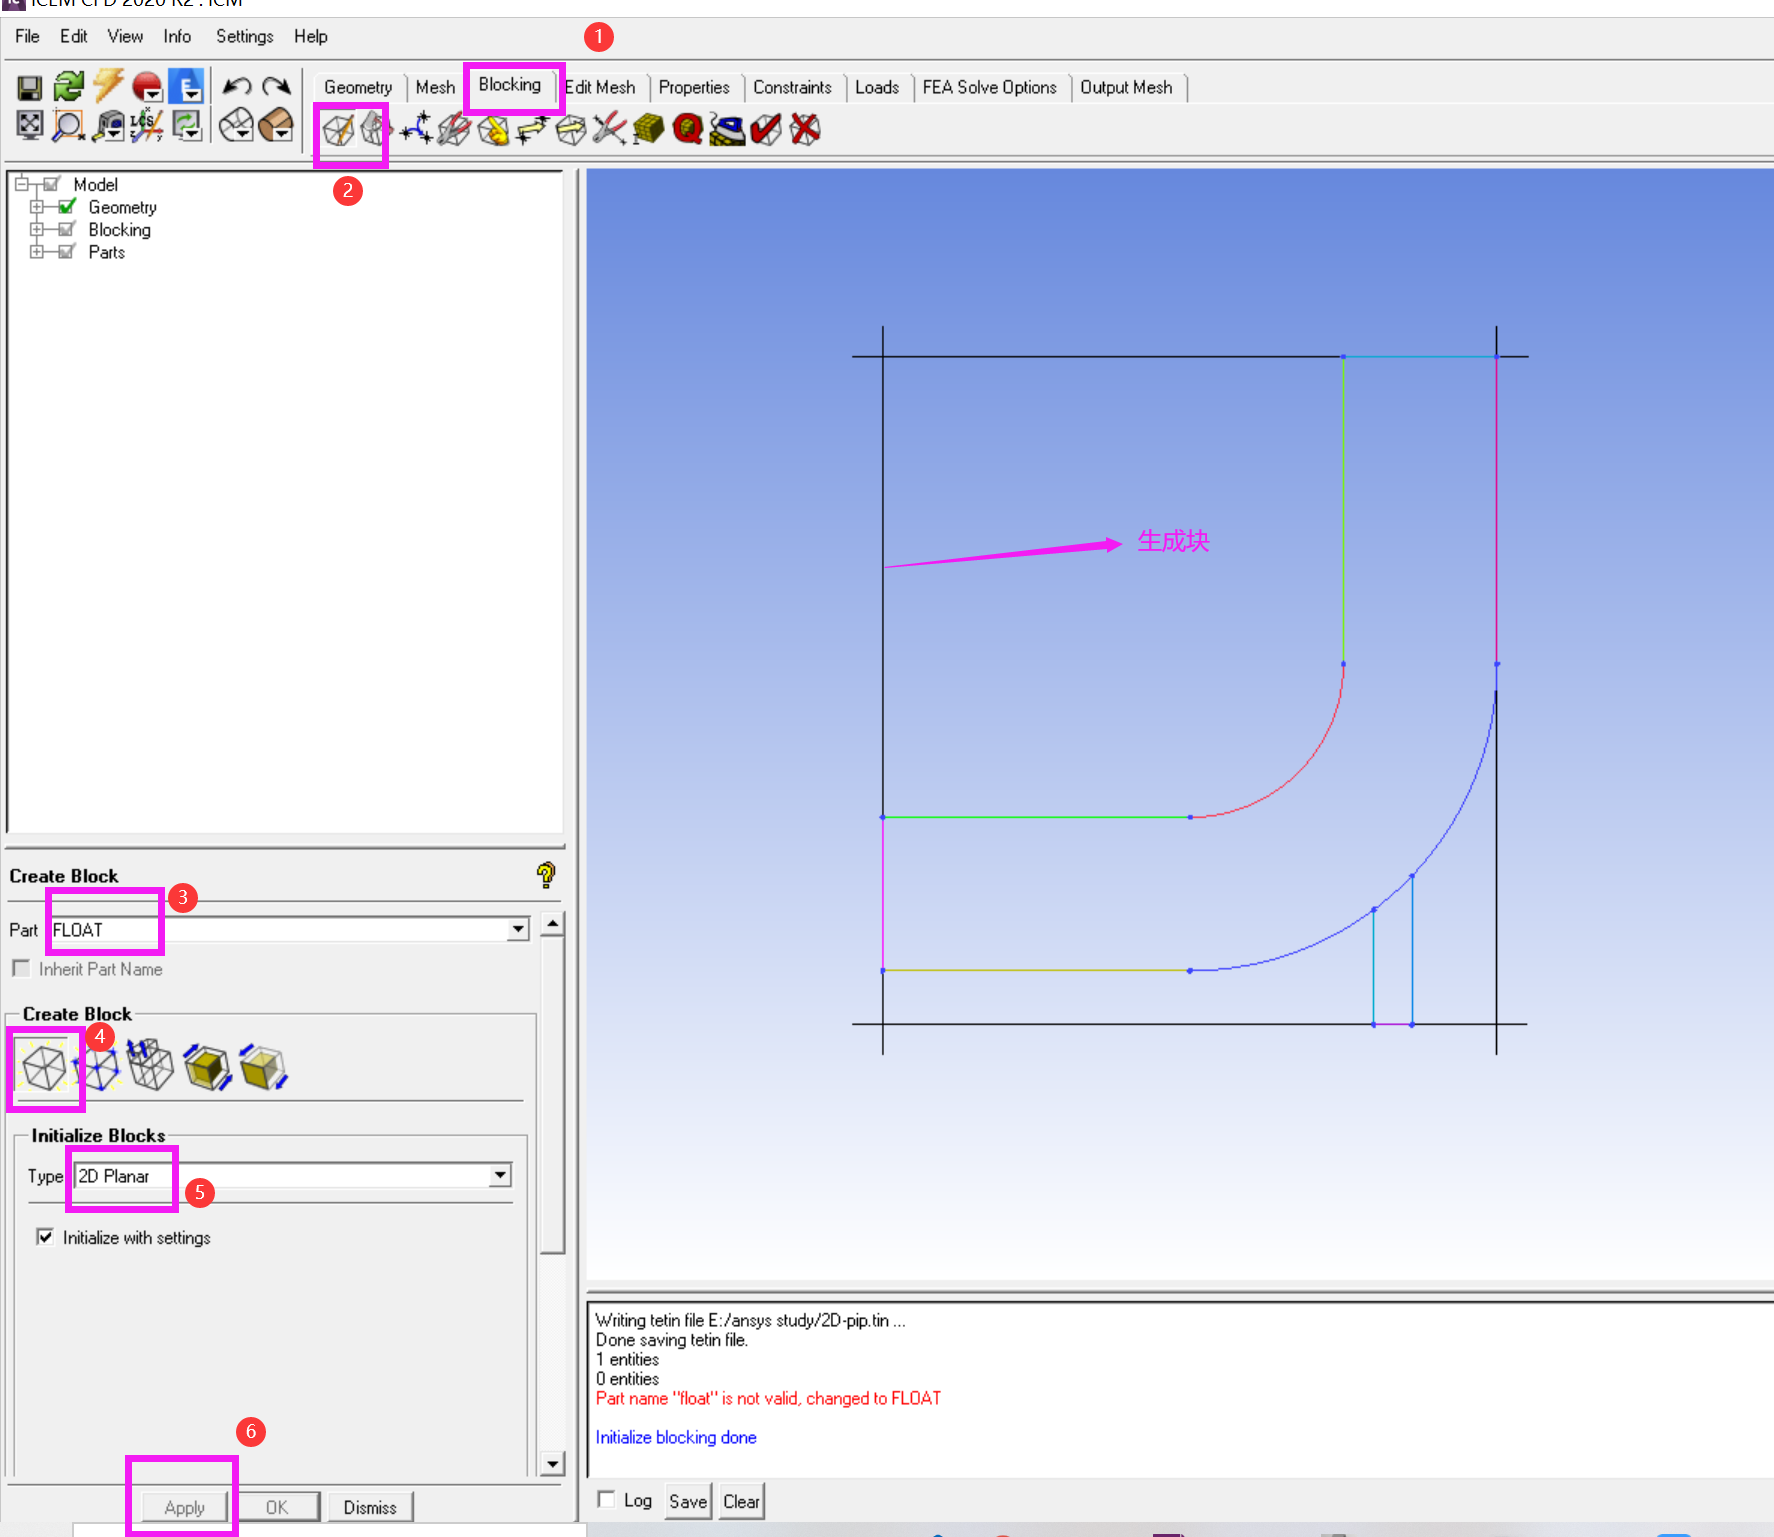 ICEM CFD 2020 R2 : ICM
File Edit View Info Settings Help
1
Geometry Mesh Blocking Edit Mesh Properties Constraints Loads FEA Solve Options Output Mesh
2
Model
Geometry
Blocking
Parts
生成块
Create Block
3
Part FLOAT
Inherit Part Name
Create Block
4
Initialize Blocks
Type 2D Planar
5
Initialize with settings
6
Apply OK Dismiss
Writing tetin file E:/ansys study/2D-pip.tin ...
Done saving tetin file.
1 entities
0 entities
Part name "float" is not valid, changed to FLOAT
Initialize blocking done
Log Save Clear